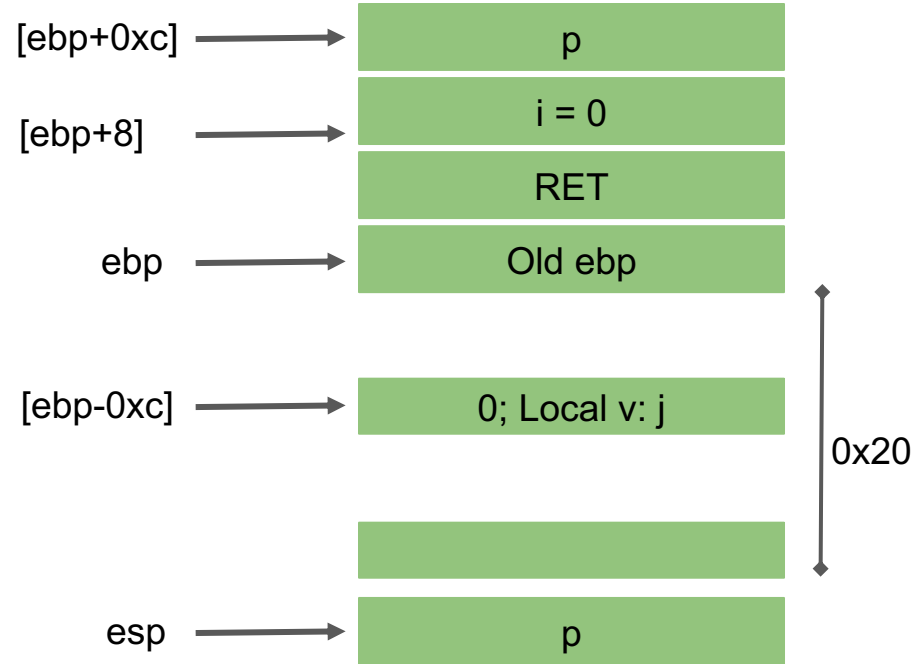 [ebp+0xc]
p
[ebp+8]
i = 0
RET
ebp
Old ebp
[ebp-0xc]
0; Local v: j
0x20
esp
p